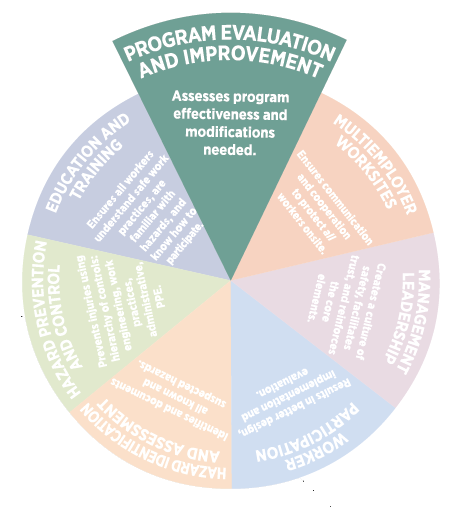 PROGRAM EVALUATION
AND IMPROVEMENT
Assesses program
effectiveness and
modifications
needed.
MULTIEMPLOYER
WORKSITES
Ensures communication
and cooperation
to protect all
workers onsite.
MANAGEMENT
LEADERSHIP
Creates a culture of
safety, facilitates
trust, and reinforces
the core
elements.
WORKER
PARTICIPATION
Results in better design,
implementation and
evaluation.
HAZARD IDENTIFICATION
AND ASSESSMENT
Identifies and documents
all known and
suspected hazards.
HAZARD PREVENTION
AND CONTROL
Prevents injuries using
hierarchy of controls:
engineering, work
practices,
administrative,
PPE.
EDUCATION AND
TRAINING
Ensures all workers
understand safe work
practices, are
familiar with
hazards, and
know how to
participate.